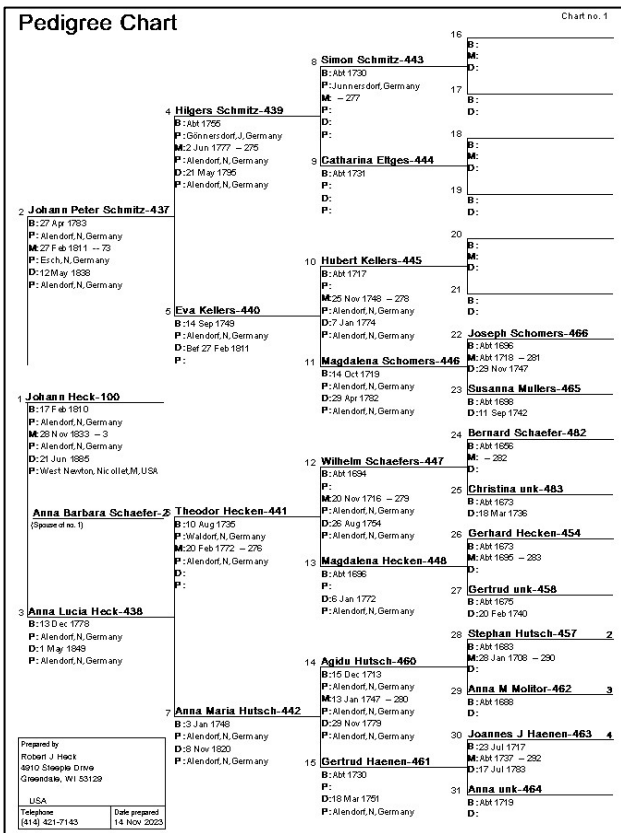 Pedigree Chart
Chart no. 1
16
B:
M:
D:
8 Simon Schmitz-443
B: Abt 1730
P: Junnersdorf, Germany
M: -- 277
P:
D:
P:
17
B:
D:
4 Hilgers Schmitz-439
B: Abt 1755
P: Gönnersdorf, J, Germany
M: 2 Jun 1777 -- 275
P: Alendorf, N, Germany
D: 21 May 1795
P: Alendorf, N, Germany
18
B:
M:
D:
9 Catharina Eltges-444
B: Abt 1731
P:
D:
P:
19
B:
D:
2 Johann Peter Schmitz-437
B: 27 Apr 1783
P: Alendorf, N, Germany
M: 27 Feb 1811 -- 73
P: Esch, N, Germany
D: 12 May 1838
P: Alendorf, N, Germany
20
B:
M:
D:
10 Hubert Kellers-445
B: Abt 1717
P:
M: 25 Nov 1748 -- 278
P: Alendorf, N, Germany
D: 7 Jan 1774
P: Alendorf, N, Germany
21
B:
D:
5 Eva Kellers-440
B: 14 Sep 1749
P: Alendorf, N, Germany
D: Bef 27 Feb 1811
P:
22 Joseph Schomers-466
B: Abt 1696
M: Abt 1718 -- 281
D: 29 Nov 1747
11 Magdalena Schomers-446
B: 14 Oct 1719
P: Alendorf, N, Germany
D: 29 Apr 1782
P: Alendorf, N, Germany
23 Susanna Mullers-465
B: Abt 1698
D: 11 Sep 1742
1 Johann Heck-100
B: 17 Feb 1810
P: Alendorf, N, Germany
M: 28 Nov 1833 -- 3
P: Alendorf, N, Germany
D: 21 Jun 1885
P: West Newton, Nicollet, M, USA
24 Bernard Schaefer-482
B: Abt 1656
M: -- 282
D:
12 Wilhelm Schaefers-447
B: Abt 1694
P:
M: 20 Nov 1716 -- 279
P: Alendorf, N, Germany
D: 26 Aug 1754
P: Alendorf, N, Germany
25 Christina unk-483
B: Abt 1673
D: 18 Mar 1736
Anna Barbara Schaefer-2
(Spouse of no. 1)
6 Theodor Hecken-441
B: 10 Aug 1735
P: Waldorf, N, Germany
M: 20 Feb 1772 -- 276
P: Alendorf, N, Germany
D:
P:
26 Gerhard Hecken-454
B: Abt 1673
M: Abt 1695 -- 283
D:
13 Magdalena Hecken-448
B: Abt 1696
P:
D: 6 Jan 1772
P: Alendorf, N, Germany
27 Gertrud unk-458
B: Abt 1675
D: 20 Feb 1740
3 Anna Lucia Heck-438
B: 13 Dec 1778
P: Alendorf, N, Germany
D: 1 May 1849
P: Alendorf, N, Germany
28 Stephan Hutsch-457 2
B: Abt 1683
M: 28 Jan 1708 -- 290
D:
14 Agidu Hutsch-460
B: 15 Dec 1713
P: Alendorf, N, Germany
M: 13 Jan 1747 -- 280
P: Alendorf, N, Germany
D: 29 Nov 1779
P: Alendorf, N, Germany
29 Anna M Molitor-462 3
B: Abt 1688
D:
7 Anna Maria Hutsch-442
B: 3 Jan 1748
P: Alendorf, N, Germany
D: 8 Nov 1820
P: Alendorf, N, Germany
30 Joannes J Haenen-463 4
B: 23 Jul 1717
M: Abt 1737 -- 292
D: 17 Jul 1783
15 Gertrud Haenen-461
B: Abt 1730
P:
D: 18 Mar 1751
P: Alendorf, N, Germany
31 Anna unk-464
B: Abt 1719
D:
Prepared by
Robert J Heck
4910 Steeple Drive
Greendale, WI 53129
USA
Telephone
(414) 421-7143
Date prepared
14 Nov 2023